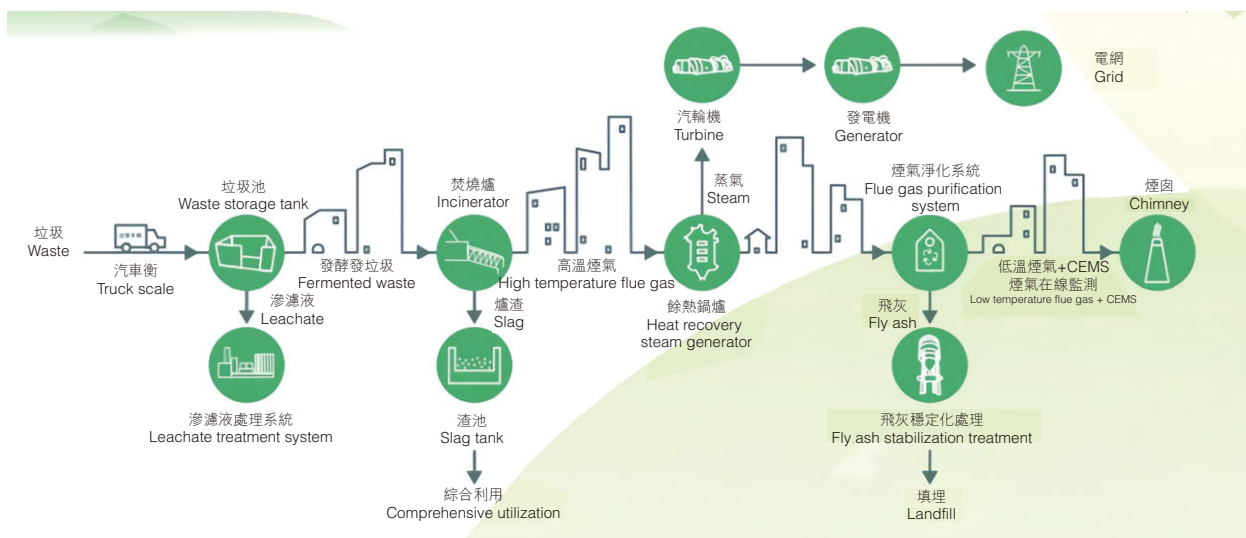 垃圾
Waste
汽車衡
Truck scale
垃圾池
Waste storage tank
滲濾液
Leachate
滲濾液處理系統
Leachate treatment system
發酵發垃圾
Fermented waste
焚燒爐
Incinerator
爐渣
Slag
渣池
Slag tank
綜合利用
Comprehensive utilization
高溫煙氣
High temperature flue gas
餘熱鍋爐
Heat recovery
steam generator
蒸氣
Steam
汽輪機
Turbine
發電機
Generator
電網
Grid
煙氣淨化系統
Flue gas purification
system
飛灰
Fly ash
飛灰穩定化處理
Fly ash stabilization treatment
填埋
Landfill
低溫煙氣+CEMS
煙氣在線監測
Low temperature flue gas + CEMS
煙囱
Chimney